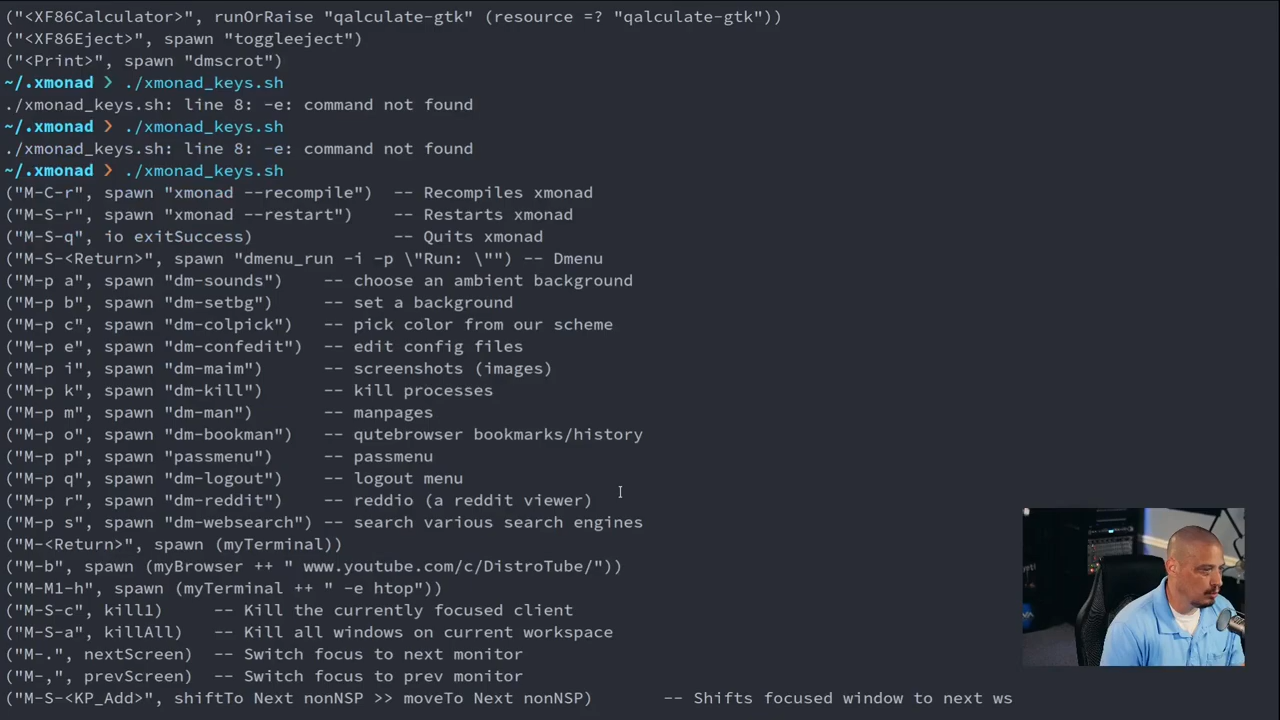 ("<XF86Calculator>", runOrRaise "qalculate-gtk" (resource =? "qalculate-gtk"))
("<XF86Eject>", spawn "toggleeject")
("<Print>", spawn "dmscrot")
~/.xmonad ❯ ./xmonad_keys.sh
./xmonad_keys.sh: line 8: -e: command not found
~/.xmonad ❯ ./xmonad_keys.sh
./xmonad_keys.sh: line 8: -e: command not found
~/.xmonad ❯ ./xmonad_keys.sh
("M-C-r", spawn "xmonad --recompile")  -- Recompiles xmonad
("M-S-r", spawn "xmonad --restart")    -- Restarts xmonad
("M-S-q", io exitSuccess)              -- Quits xmonad
("M-S-<Return>", spawn "dmenu_run -i -p \"Run: \"") -- Dmenu
("M-p a", spawn "dm-sounds")    -- choose an ambient background
("M-p b", spawn "dm-setbg")     -- set a background
("M-p c", spawn "dm-colpick")   -- pick color from our scheme
("M-p e", spawn "dm-confedit")  -- edit config files
("M-p i", spawn "dm-maim")      -- screenshots (images)
("M-p k", spawn "dm-kill")      -- kill processes
("M-p m", spawn "dm-man")       -- manpages
("M-p o", spawn "dm-bookman")   -- qutebrowser bookmarks/history
("M-p p", spawn "passmenu")     -- passmenu
("M-p q", spawn "dm-logout")    -- logout menu
("M-p r", spawn "dm-reddit")    -- reddio (a reddit viewer)
("M-p s", spawn "dm-websearch") -- search various search engines
("M-<Return>", spawn (myTerminal))
("M-b", spawn (myBrowser ++ " www.youtube.com/c/DistroTube/"))
("M-M1-h", spawn (myTerminal ++ " -e htop"))
("M-S-c", kill1)     -- Kill the currently focused client
("M-S-a", killAll)   -- Kill all windows on current workspace
("M-.", nextScreen)  -- Switch focus to next monitor
("M-,", prevScreen)  -- Switch focus to prev monitor
("M-S-<KP_Add>", shiftTo Next nonNSP >> moveTo Next nonNSP)       -- Shifts focused window to next ws